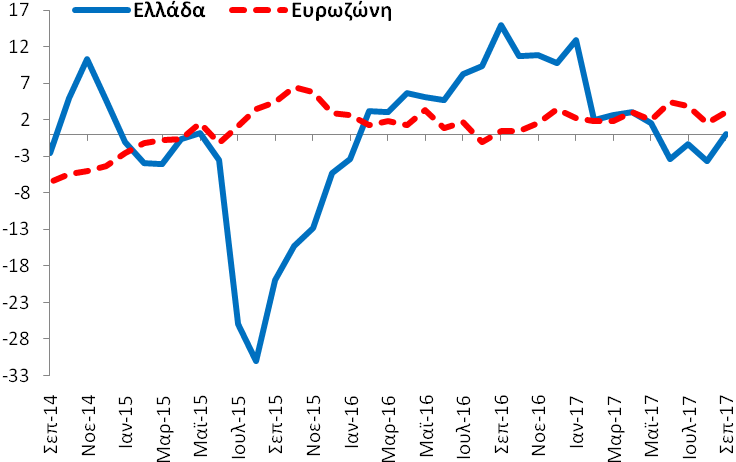 Ελλάδα Ευρωζώνη
17
12
7
2
-3
-8
-13
-18
-23
-28
-33
Σεπ-14
Νοε-14
Ιαν-15
Μαρ-15
Μαϊ-15
Ιουλ-15
Σεπ-15
Νοε-15
Ιαν-16
Μαρ-16
Μαϊ-16
Ιουλ-16
Σεπ-16
Νοε-16
Ιαν-17
Μαρ-17
Μαϊ-17
Ιουλ-17
Σεπ-17